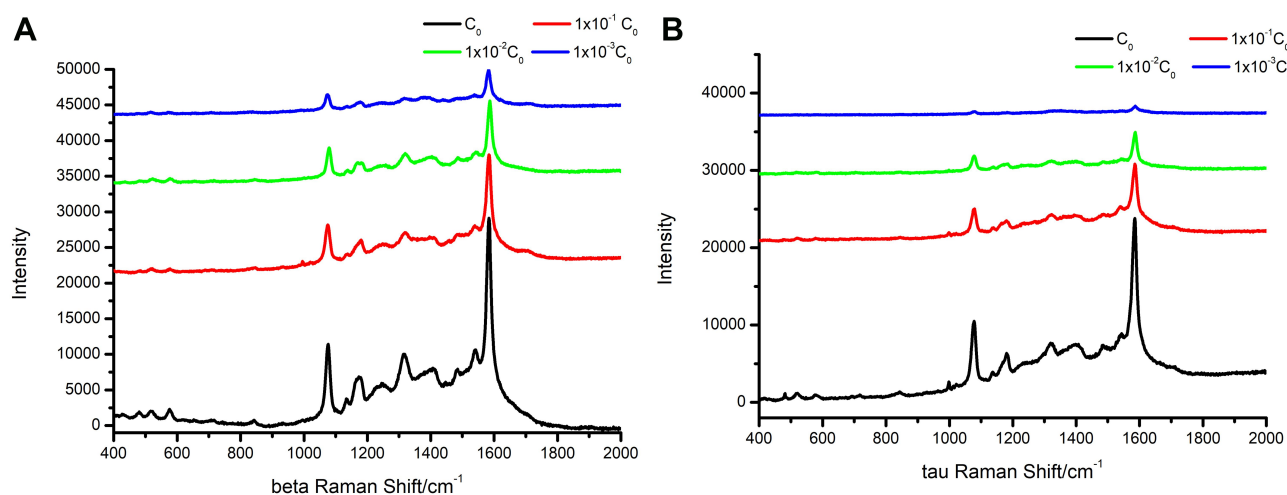 A
C₀ 1x10⁻¹ C₀
1x10⁻²C₀ 1x10⁻³C₀
50000
45000
40000
35000
30000
25000
20000
15000
10000
5000
0
Intensity
400 600 800 1000 1200 1400 1600 1800 2000
beta Raman Shift/cm⁻¹
B
C₀ 1x10⁻¹C₀
1x10⁻²C₀ 1x10⁻³C
40000
30000
20000
10000
0
Intensity
400 600 800 1000 1200 1400 1600 1800 2000
tau Raman Shift/cm⁻¹